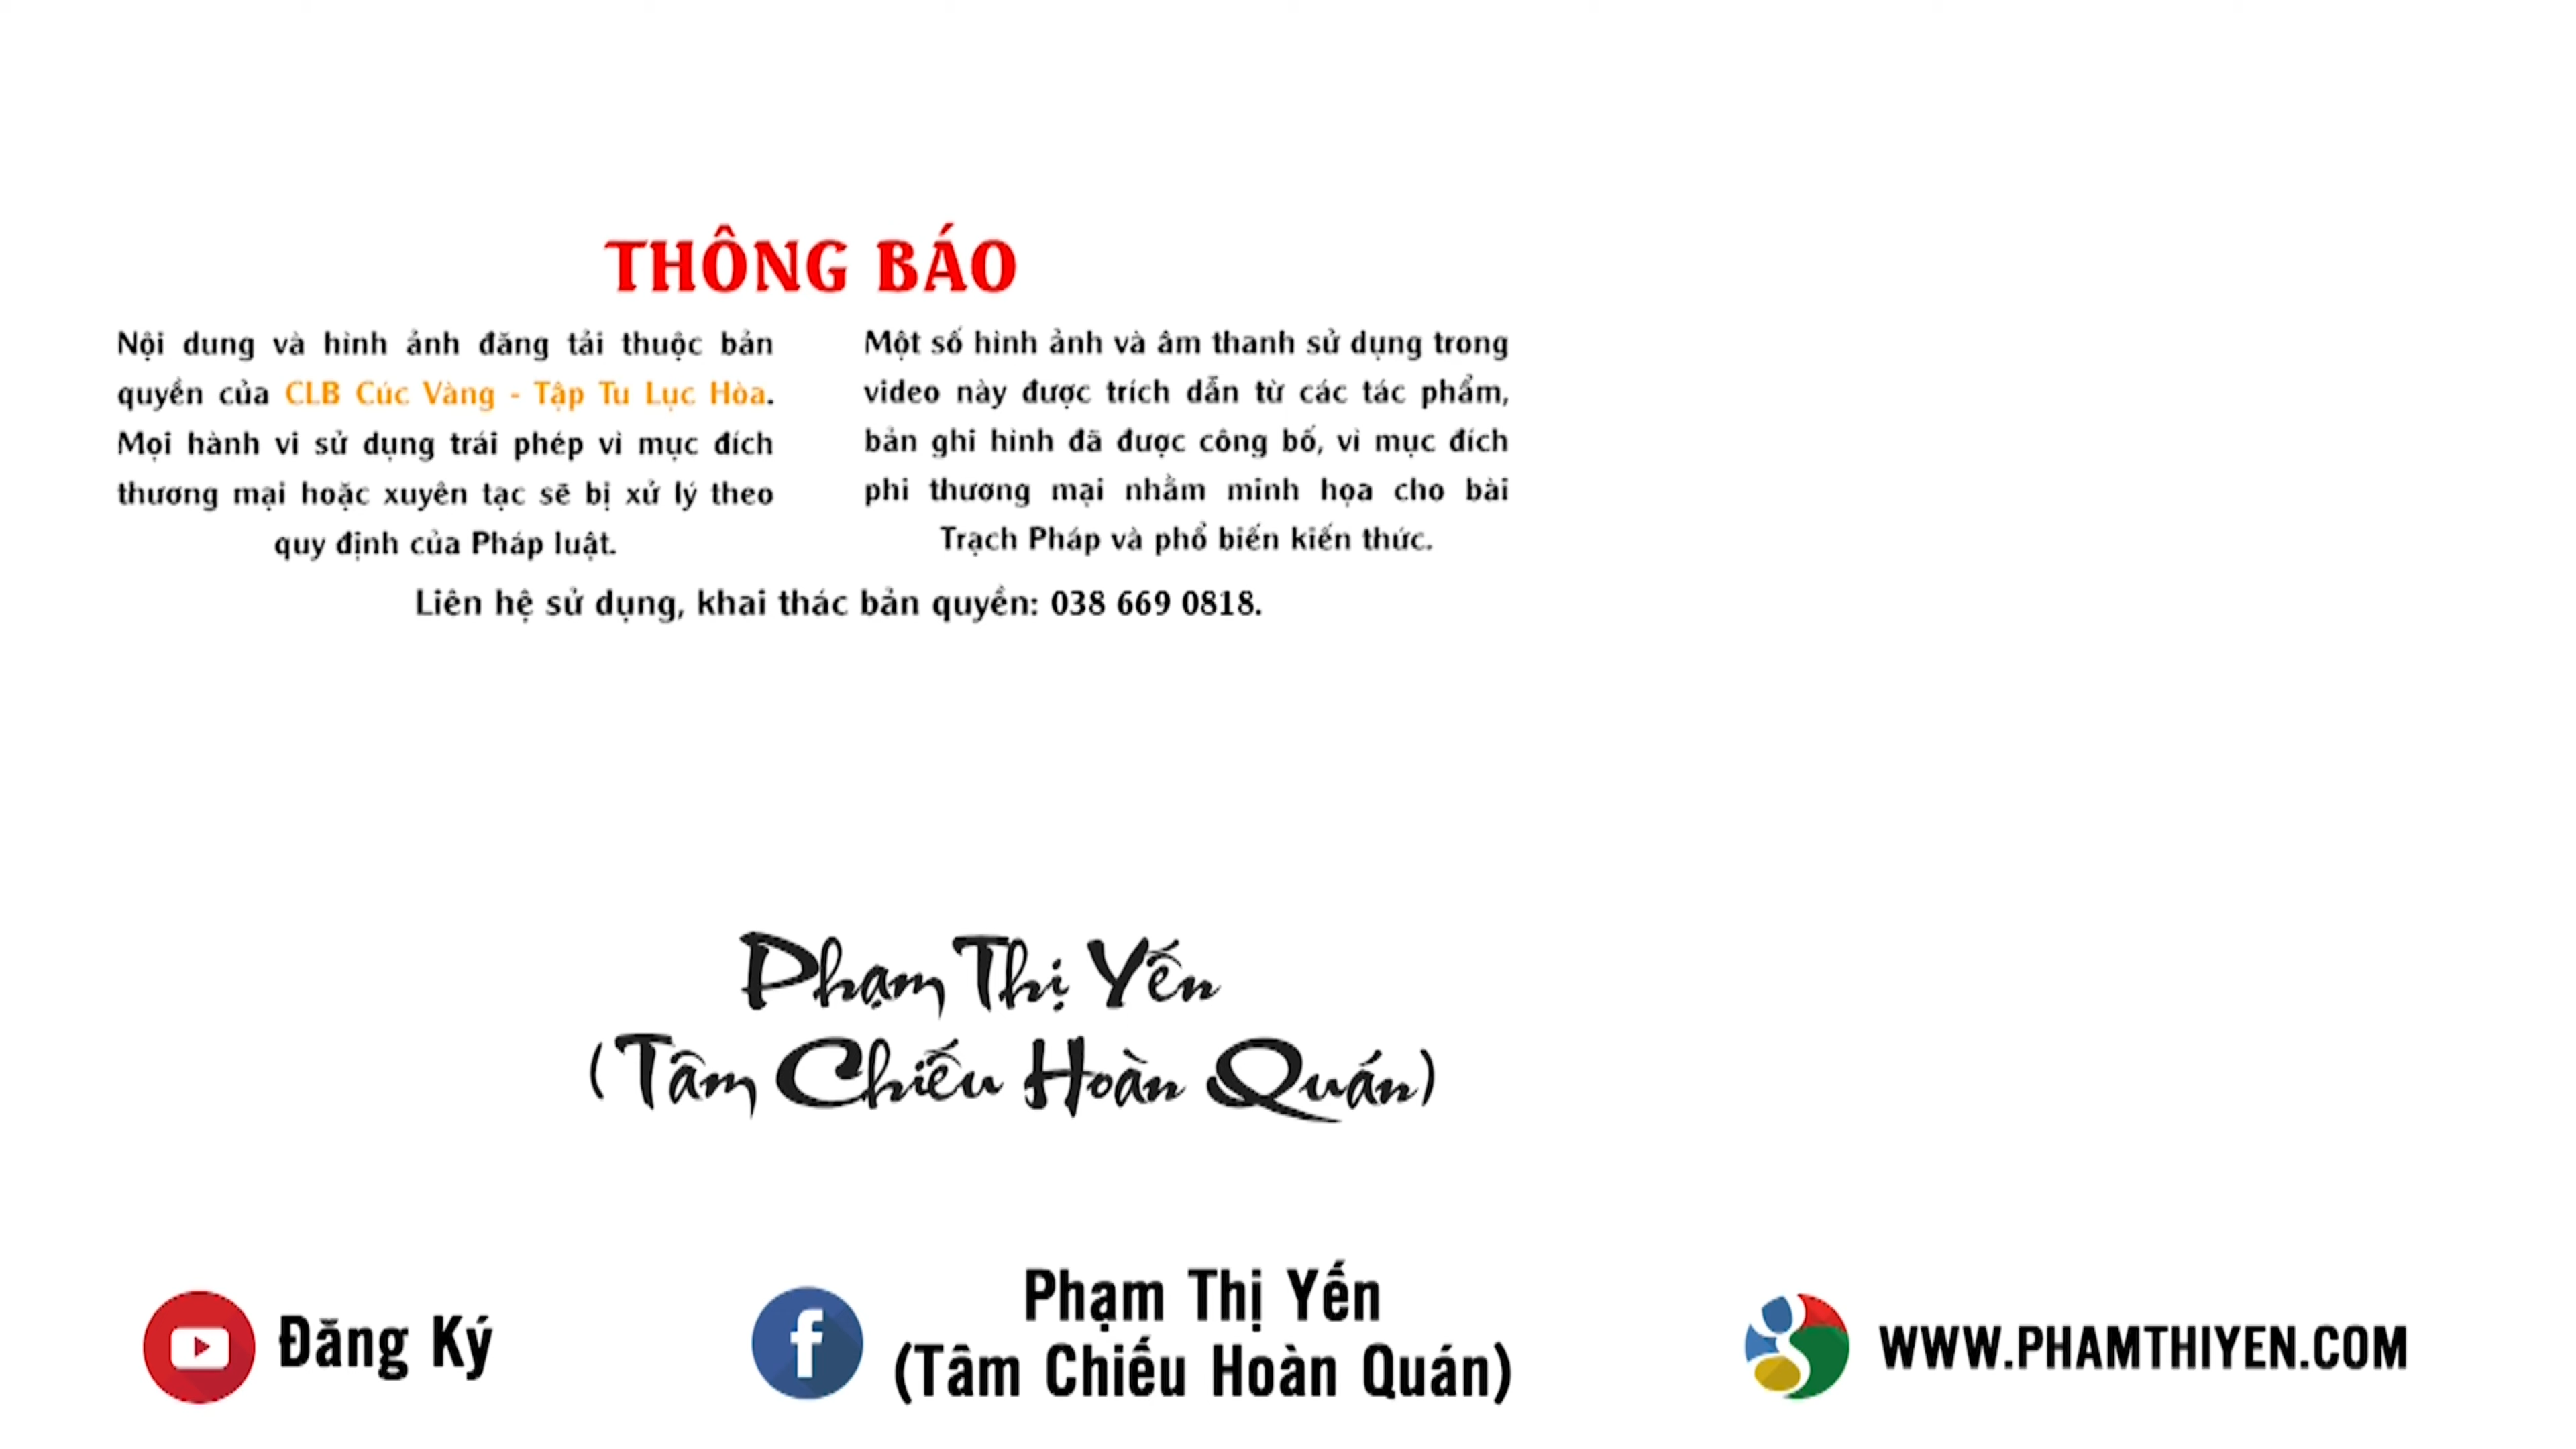 THÔNG BÁO
Nội dung và hình ảnh đăng tải thuộc bản
quyền của CLB Cúc Vàng - Tập Tu Lục Hòa.
Mọi hành vi sử dụng trái phép vì mục đích
thương mại hoặc xuyên tạc sẽ bị xử lý theo
quy định của Pháp luật.
Một số hình ảnh và âm thanh sử dụng trong
video này được trích dẫn từ các tác phẩm,
bản ghi hình đã được công bố, vì mục đích
phi thương mại nhằm minh họa cho bài
Trạch Pháp và phổ biến kiến thức.
Liên hệ sử dụng, khai thác bản quyền: 038 669 0818.
Phạm Thị Yến
(Tâm Chiếu Hoàn Quán)
Đăng Ký
Phạm Thị Yến
(Tâm Chiếu Hoàn Quán)
WWW.PHAMTHIYEN.COM